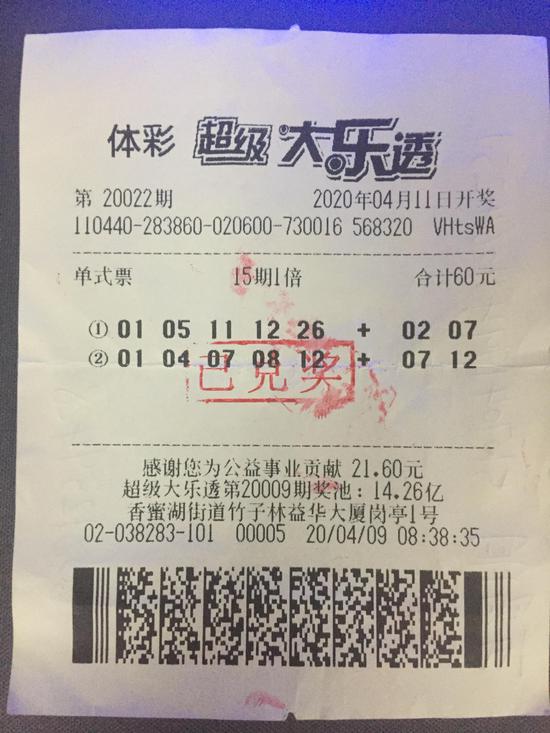 体彩 超级大乐透
第 20022期 2020年04月11日开奖
110440-283860-020600-730016 568320 VHtsWA
单式票 15期1倍 合计60元
① 01 05 11 12 26 + 02 07
② 01 04 07 08 12 + 07 12
已兑奖
感谢您为公益事业贡献 21.60元
超级大乐透第20009期奖池：14.26亿
香蜜湖街道竹子林益华大厦岗亭1号
02-038283-101 00005 20/04/09 08:38:35